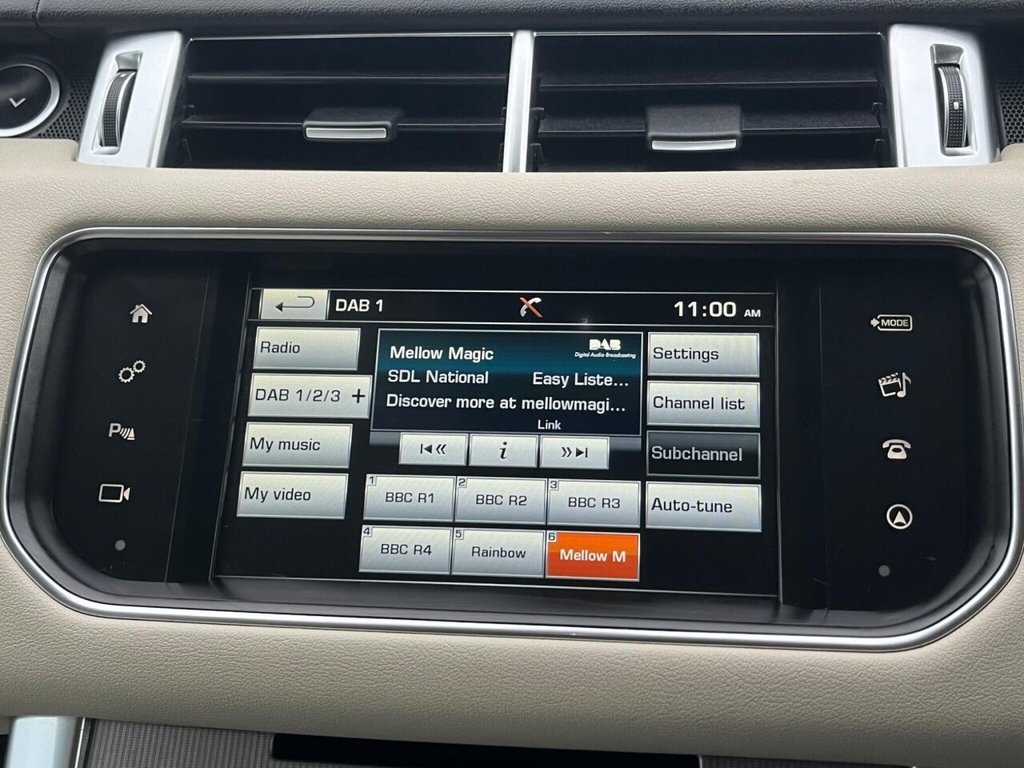 DAB 1
11:00 AM
Radio
DAB 1/2/3 +
My music
My video
Mellow Magic
DAB
Digital Audio Broadcasting
SDL National
Easy Liste...
Discover more at mellowmagi...
Link
i
Settings
Channel list
Subchannel
Auto-tune
1 BBC R1
2 BBC R2
3 BBC R3
4 BBC R4
5 Rainbow
6 Mellow M
P
MODE